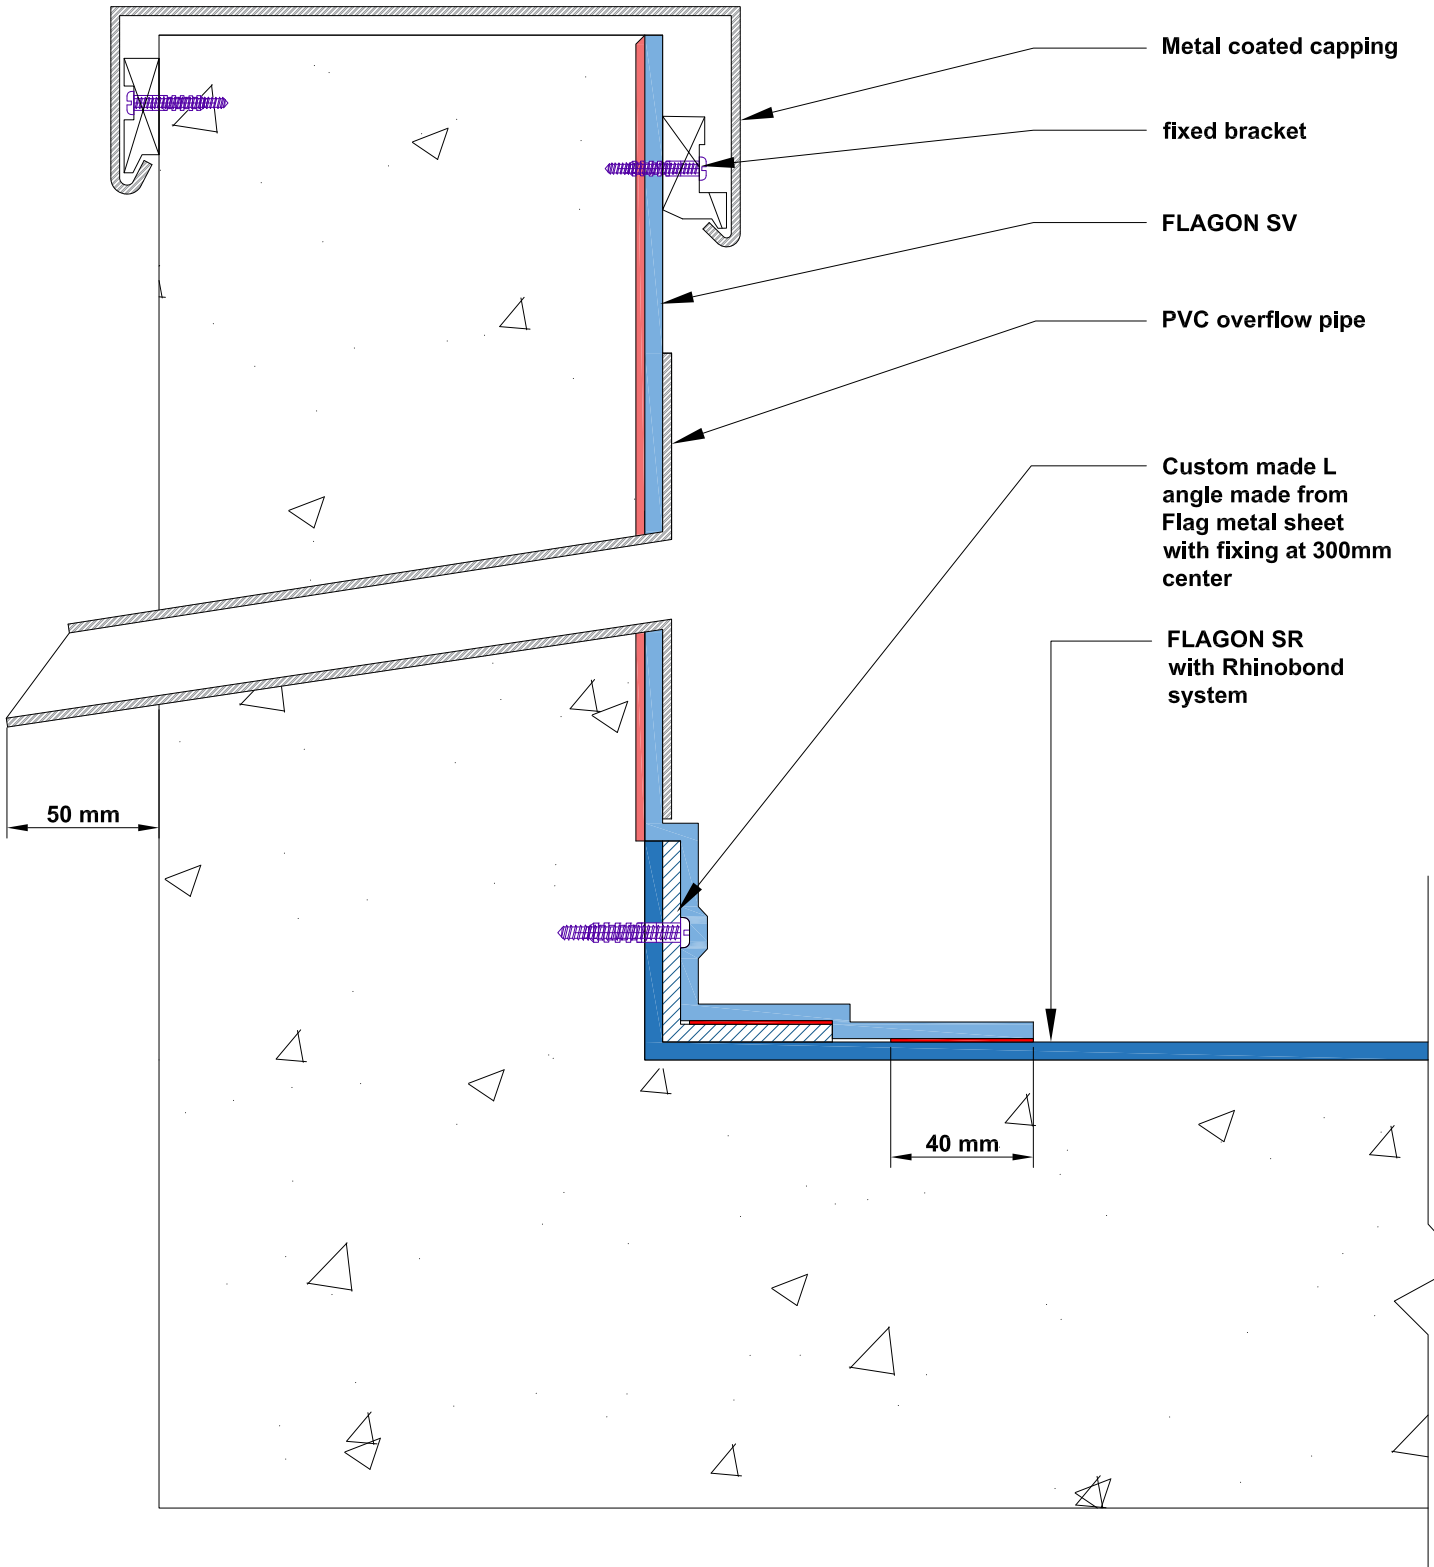 Metal coated capping
fixed bracket
FLAGON SV
PVC overflow pipe
Custom made L
angle made from
Flag metal sheet
with fixing at 300mm
center
FLAGON SR
with Rhinobond
system
50 mm
40 mm